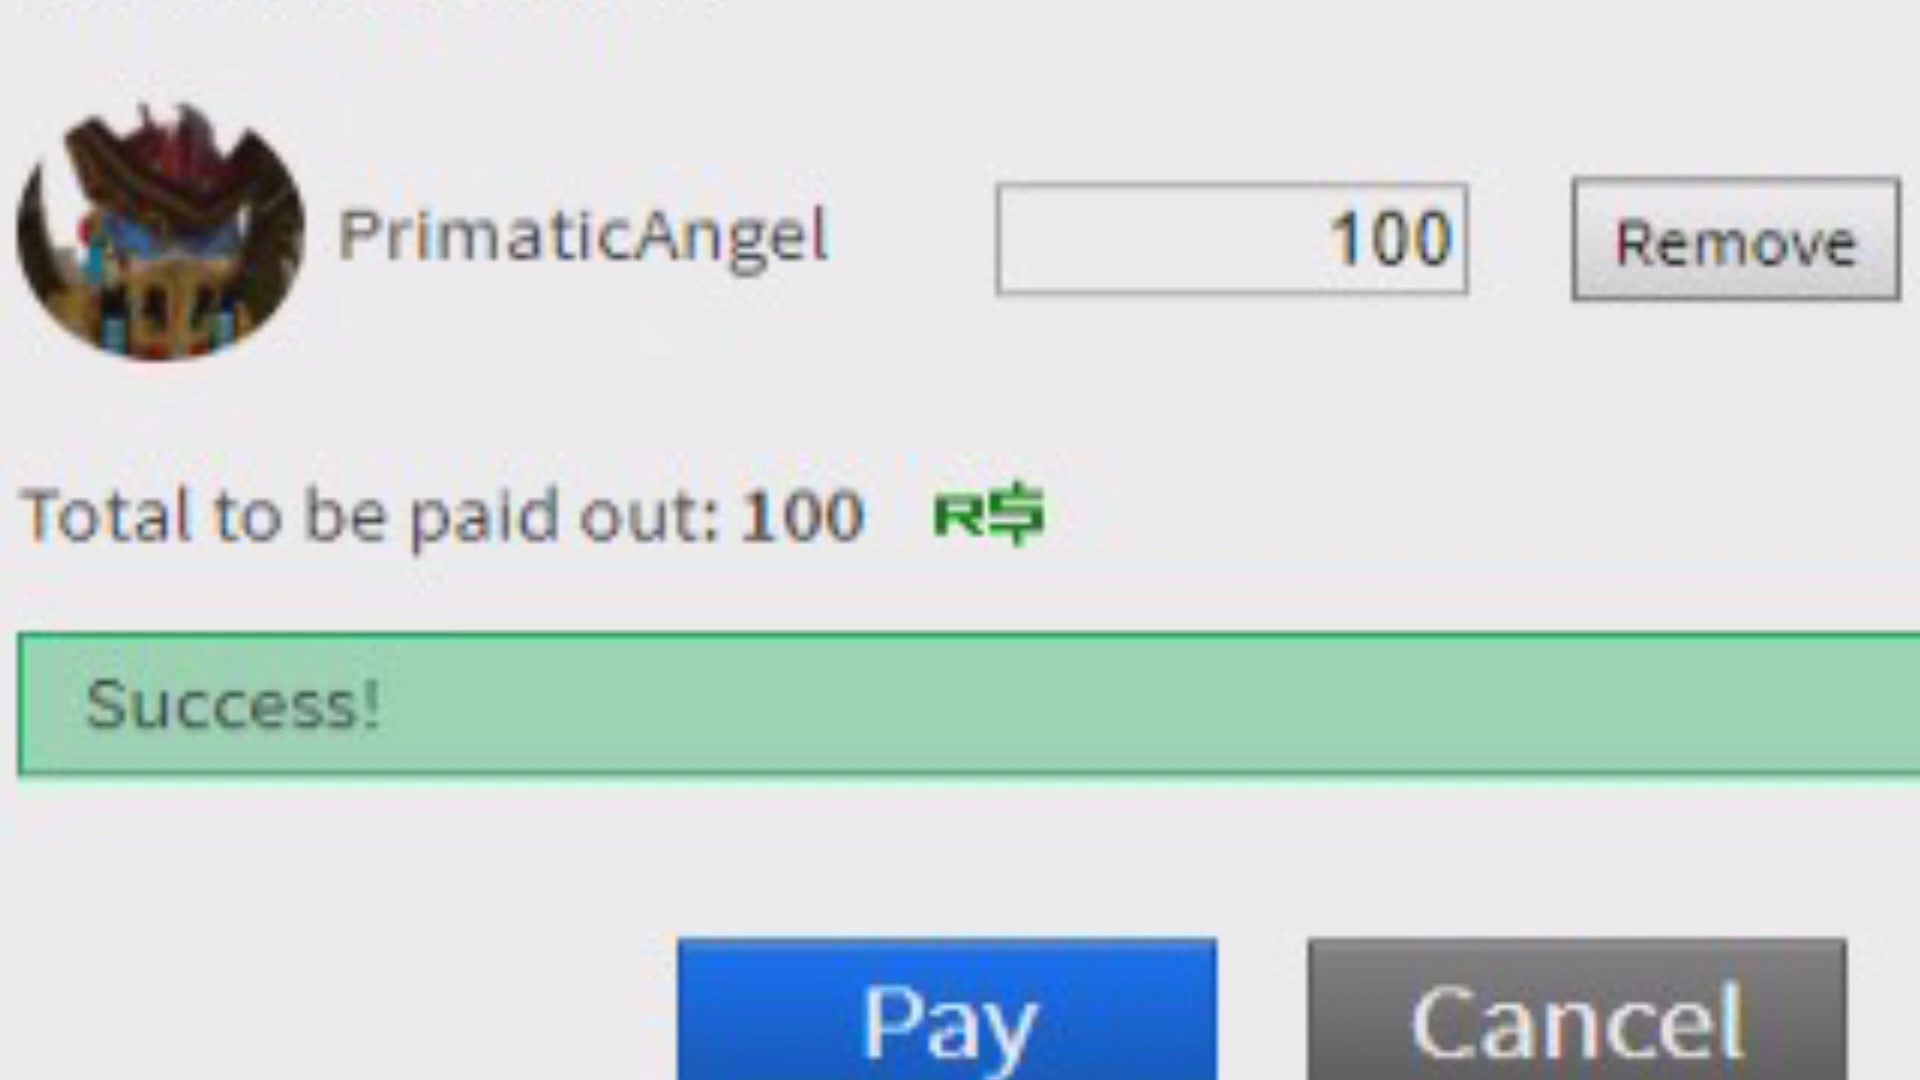 PrimaticAngel 100 Remove
Total to be paid out: 100 R$
Success!
Pay Cancel